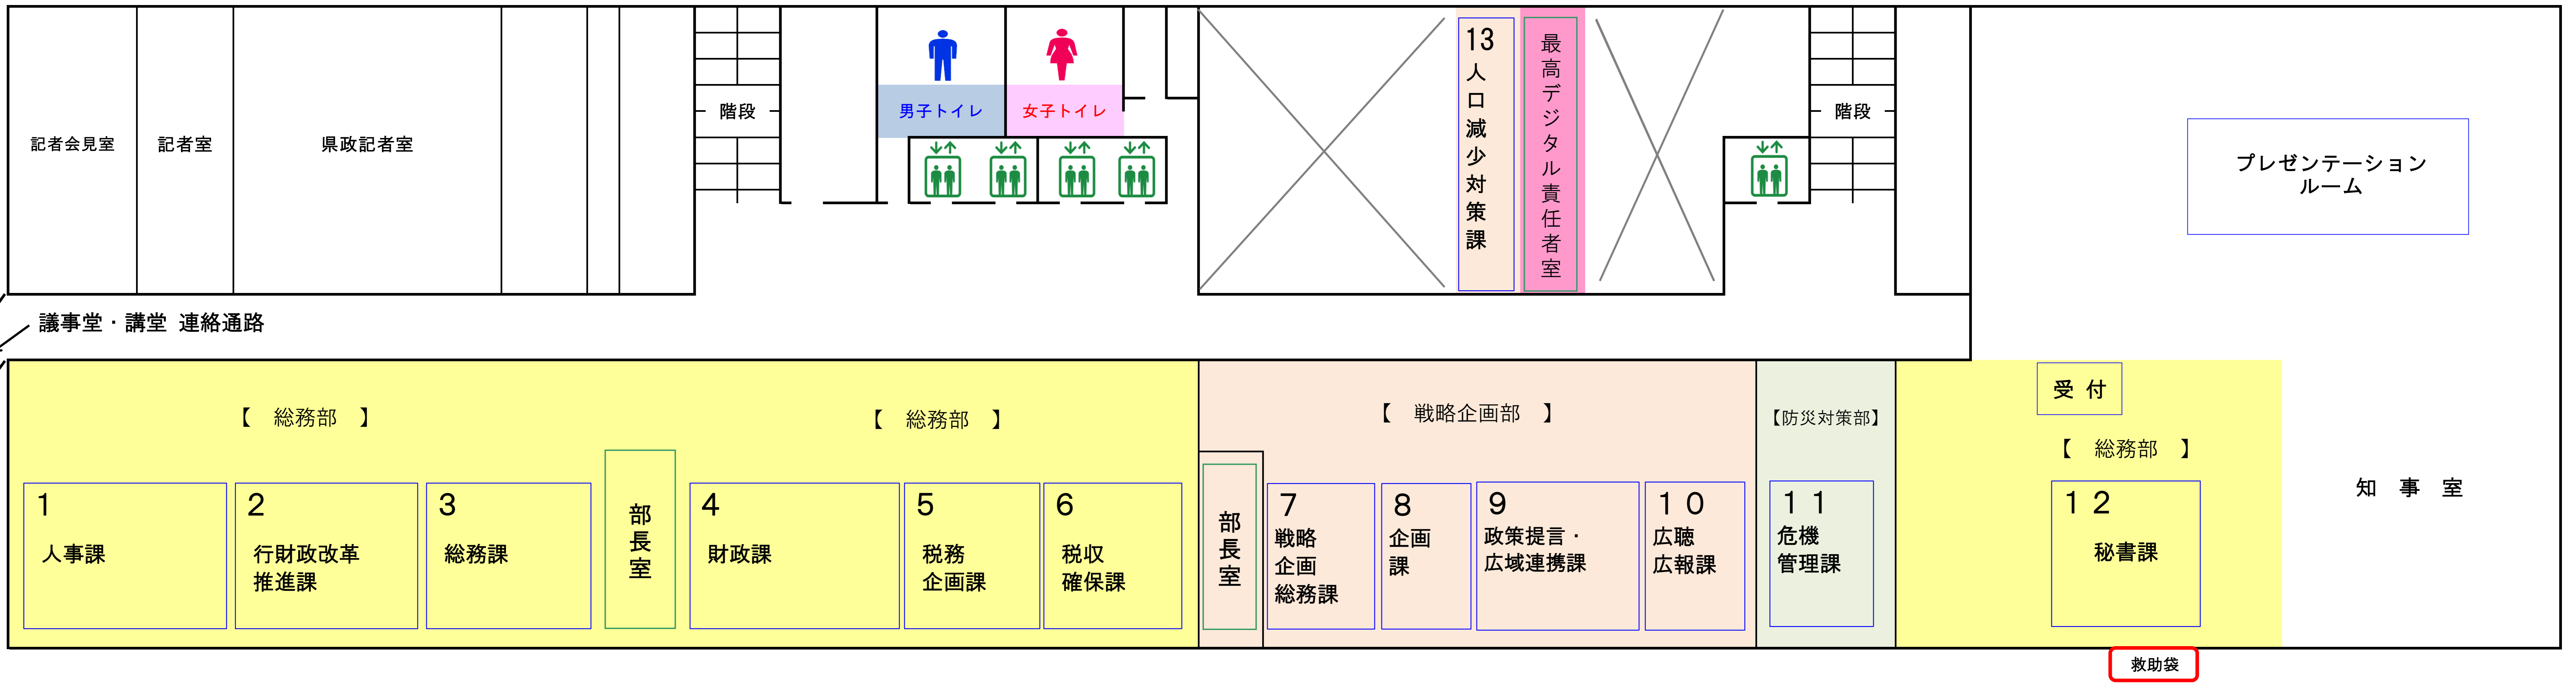 記者会見室
記者室
県政記者室
階段
男子トイレ
女子トイレ
13
人口減少対策課
最高デジタル責任者室
階段
プレゼンテーション
ルーム
議事堂・講堂 連絡通路
【 総務部 】
【 総務部 】
【 戦略企画部 】
【防災対策部】
受 付
【 総務部 】
1
人事課
2
行財政改革
推進課
3
総務課
部長室
4
財政課
5
税務
企画課
6
税収
確保課
部長室
7
戦略
企画
総務課
8
企画
課
9
政策提言・
広域連携課
10
広聴
広報課
11
危機
管理課
12
秘書課
知 事 室
救助袋